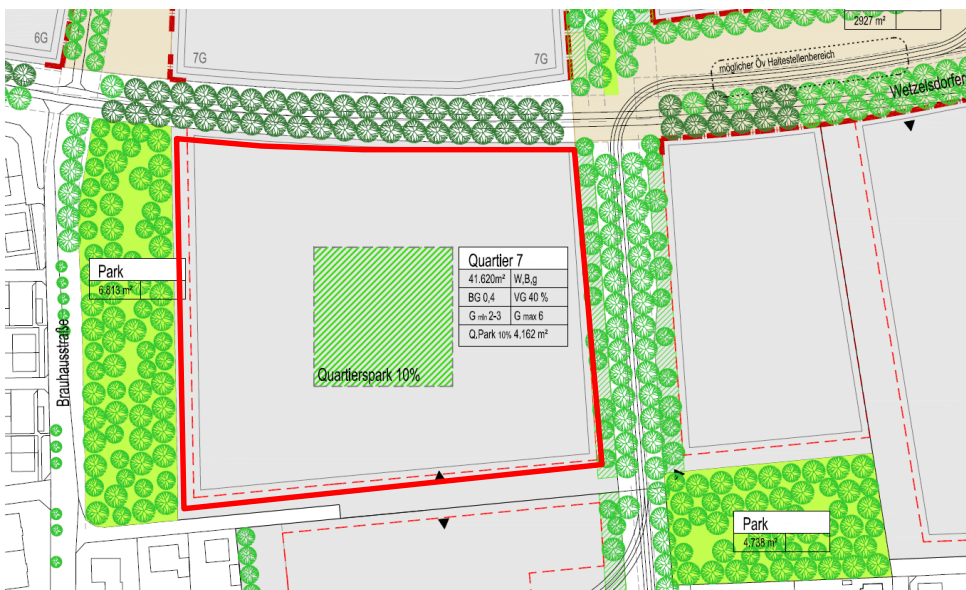 2927 m²
6G
7G
7G
möglicher Öv Haltestellenbereich
Wetzelsdorfer
Park
6.813 m²
Brauhausstraße
Quartier 7
41.620m² W,B,g
BG 0,4 VG 40 %
G min 2-3 G max 6
Q,Park 10% 4.162 m²
Quartierspark 10%
Park
4.738 m²